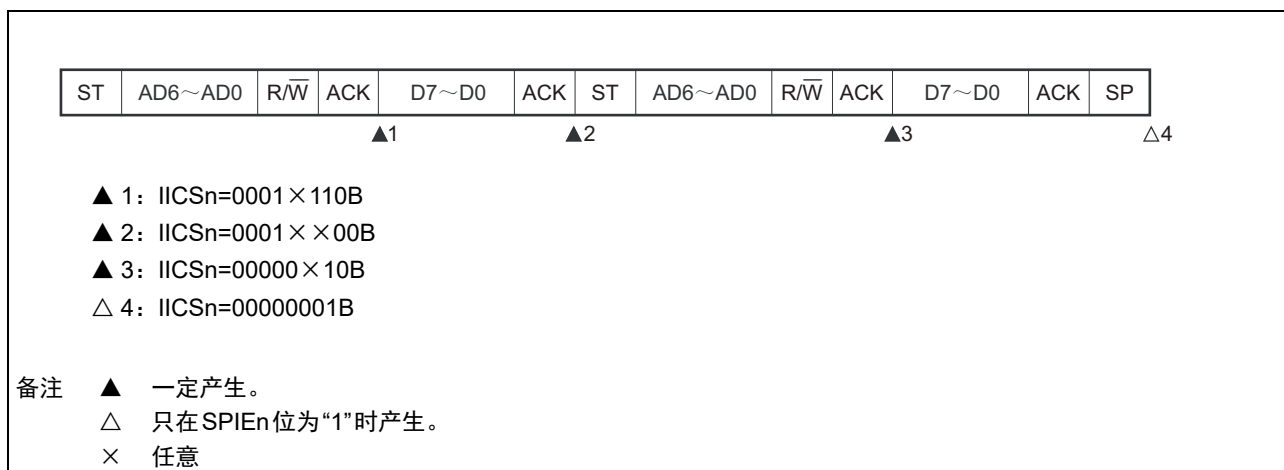 ST AD6～AD0 R/W̅ ACK D7～D0 ACK ST AD6～AD0 R/W̅ ACK D7～D0 ACK SP
▲1 ▲2 ▲3 △4
▲ 1：IICSn=0001×110B
▲ 2：IICSn=0001××00B
▲ 3：IICSn=00000×10B
△ 4：IICSn=00000001B
备注 ▲ 一定产生。
△ 只在SPIEn位为“1”时产生。
× 任意